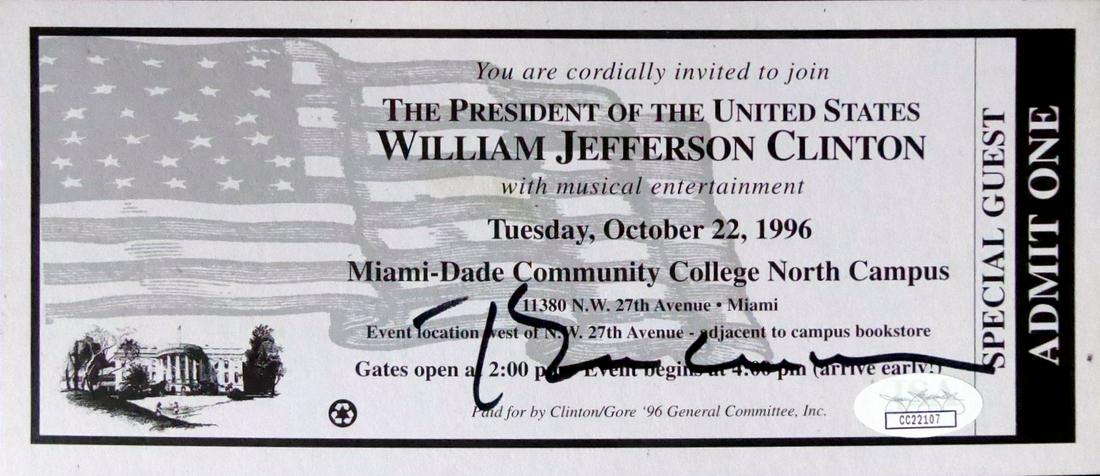 You are cordially invited to join
THE PRESIDENT OF THE UNITED STATES
WILLIAM JEFFERSON CLINTON
with musical entertainment
Tuesday, October 22, 1996
Miami-Dade Community College North Campus
11380 N.W. 27th Avenue • Miami
Event location west of N.W. 27th Avenue - adjacent to campus bookstore
Gates open at 2:00 pm - Event begins at 4:00 pm (arrive early!)
Paid for by Clinton/Gore '96 General Committee, Inc.
SPECIAL GUEST
ADMIT ONE
CC22107